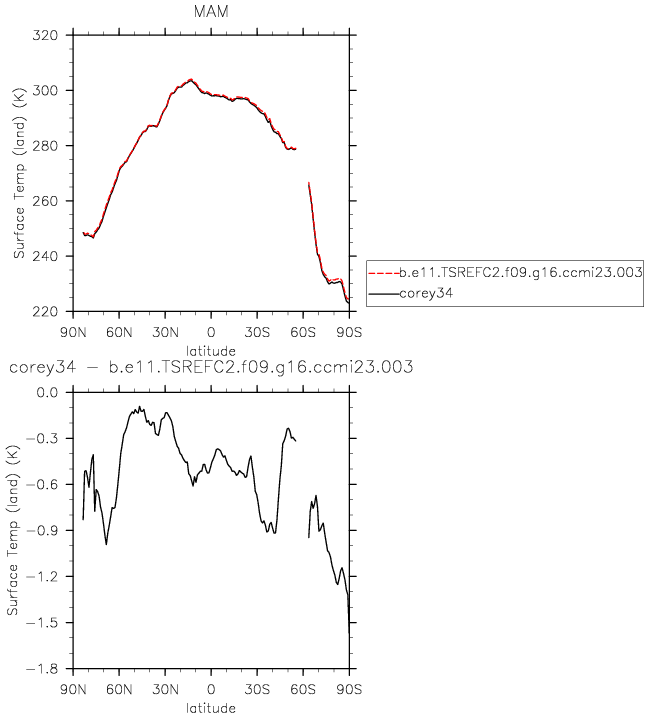 MAM
320
300
280
260
240
220
Surface Temp (land) (K)
90N 60N 30N 0 30S 60S 90S
latitude
b.e11.TSREFC2.f09.g16.ccmi23.003
corey34
corey34 − b.e11.TSREFC2.f09.g16.ccmi23.003
0.0
−0.3
−0.6
−0.9
−1.2
−1.5
−1.8
Surface Temp (land) (K)
90N 60N 30N 0 30S 60S 90S
latitude